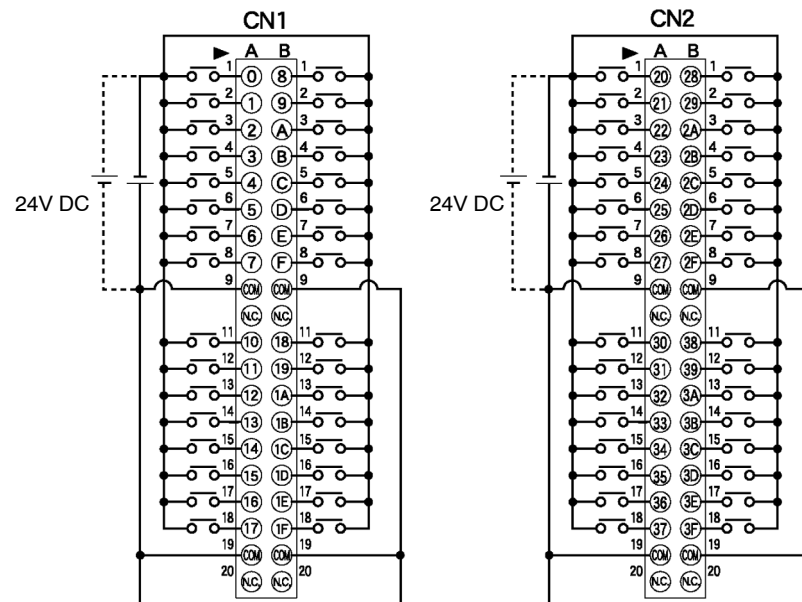 CN1 CN2
A B A B
1 0 8 1 1 20 28 1
2 1 9 2 2 21 29 2
3 2 A 3 3 22 2A 3
4 3 B 4 4 23 2B 4
5 4 C 5 5 24 2C 5
24V DC 24V DC
6 5 D 6 6 25 2D 6
7 6 E 7 7 26 2E 7
8 7 F 8 8 27 2F 8
9 COM COM 9 9 COM COM 9
N.C. N.C. N.C. N.C.
11 10 18 11 11 30 38 11
12 11 19 12 12 31 39 12
13 12 1A 13 13 32 3A 13
14 13 1B 14 14 33 3B 14
15 14 1C 15 15 34 3C 15
16 15 1D 16 16 35 3D 16
17 16 1E 17 17 36 3E 17
18 17 1F 18 18 37 3F 18
19 COM COM 19 19 COM COM 19
20 N.C. N.C. 20 20 N.C. N.C. 20